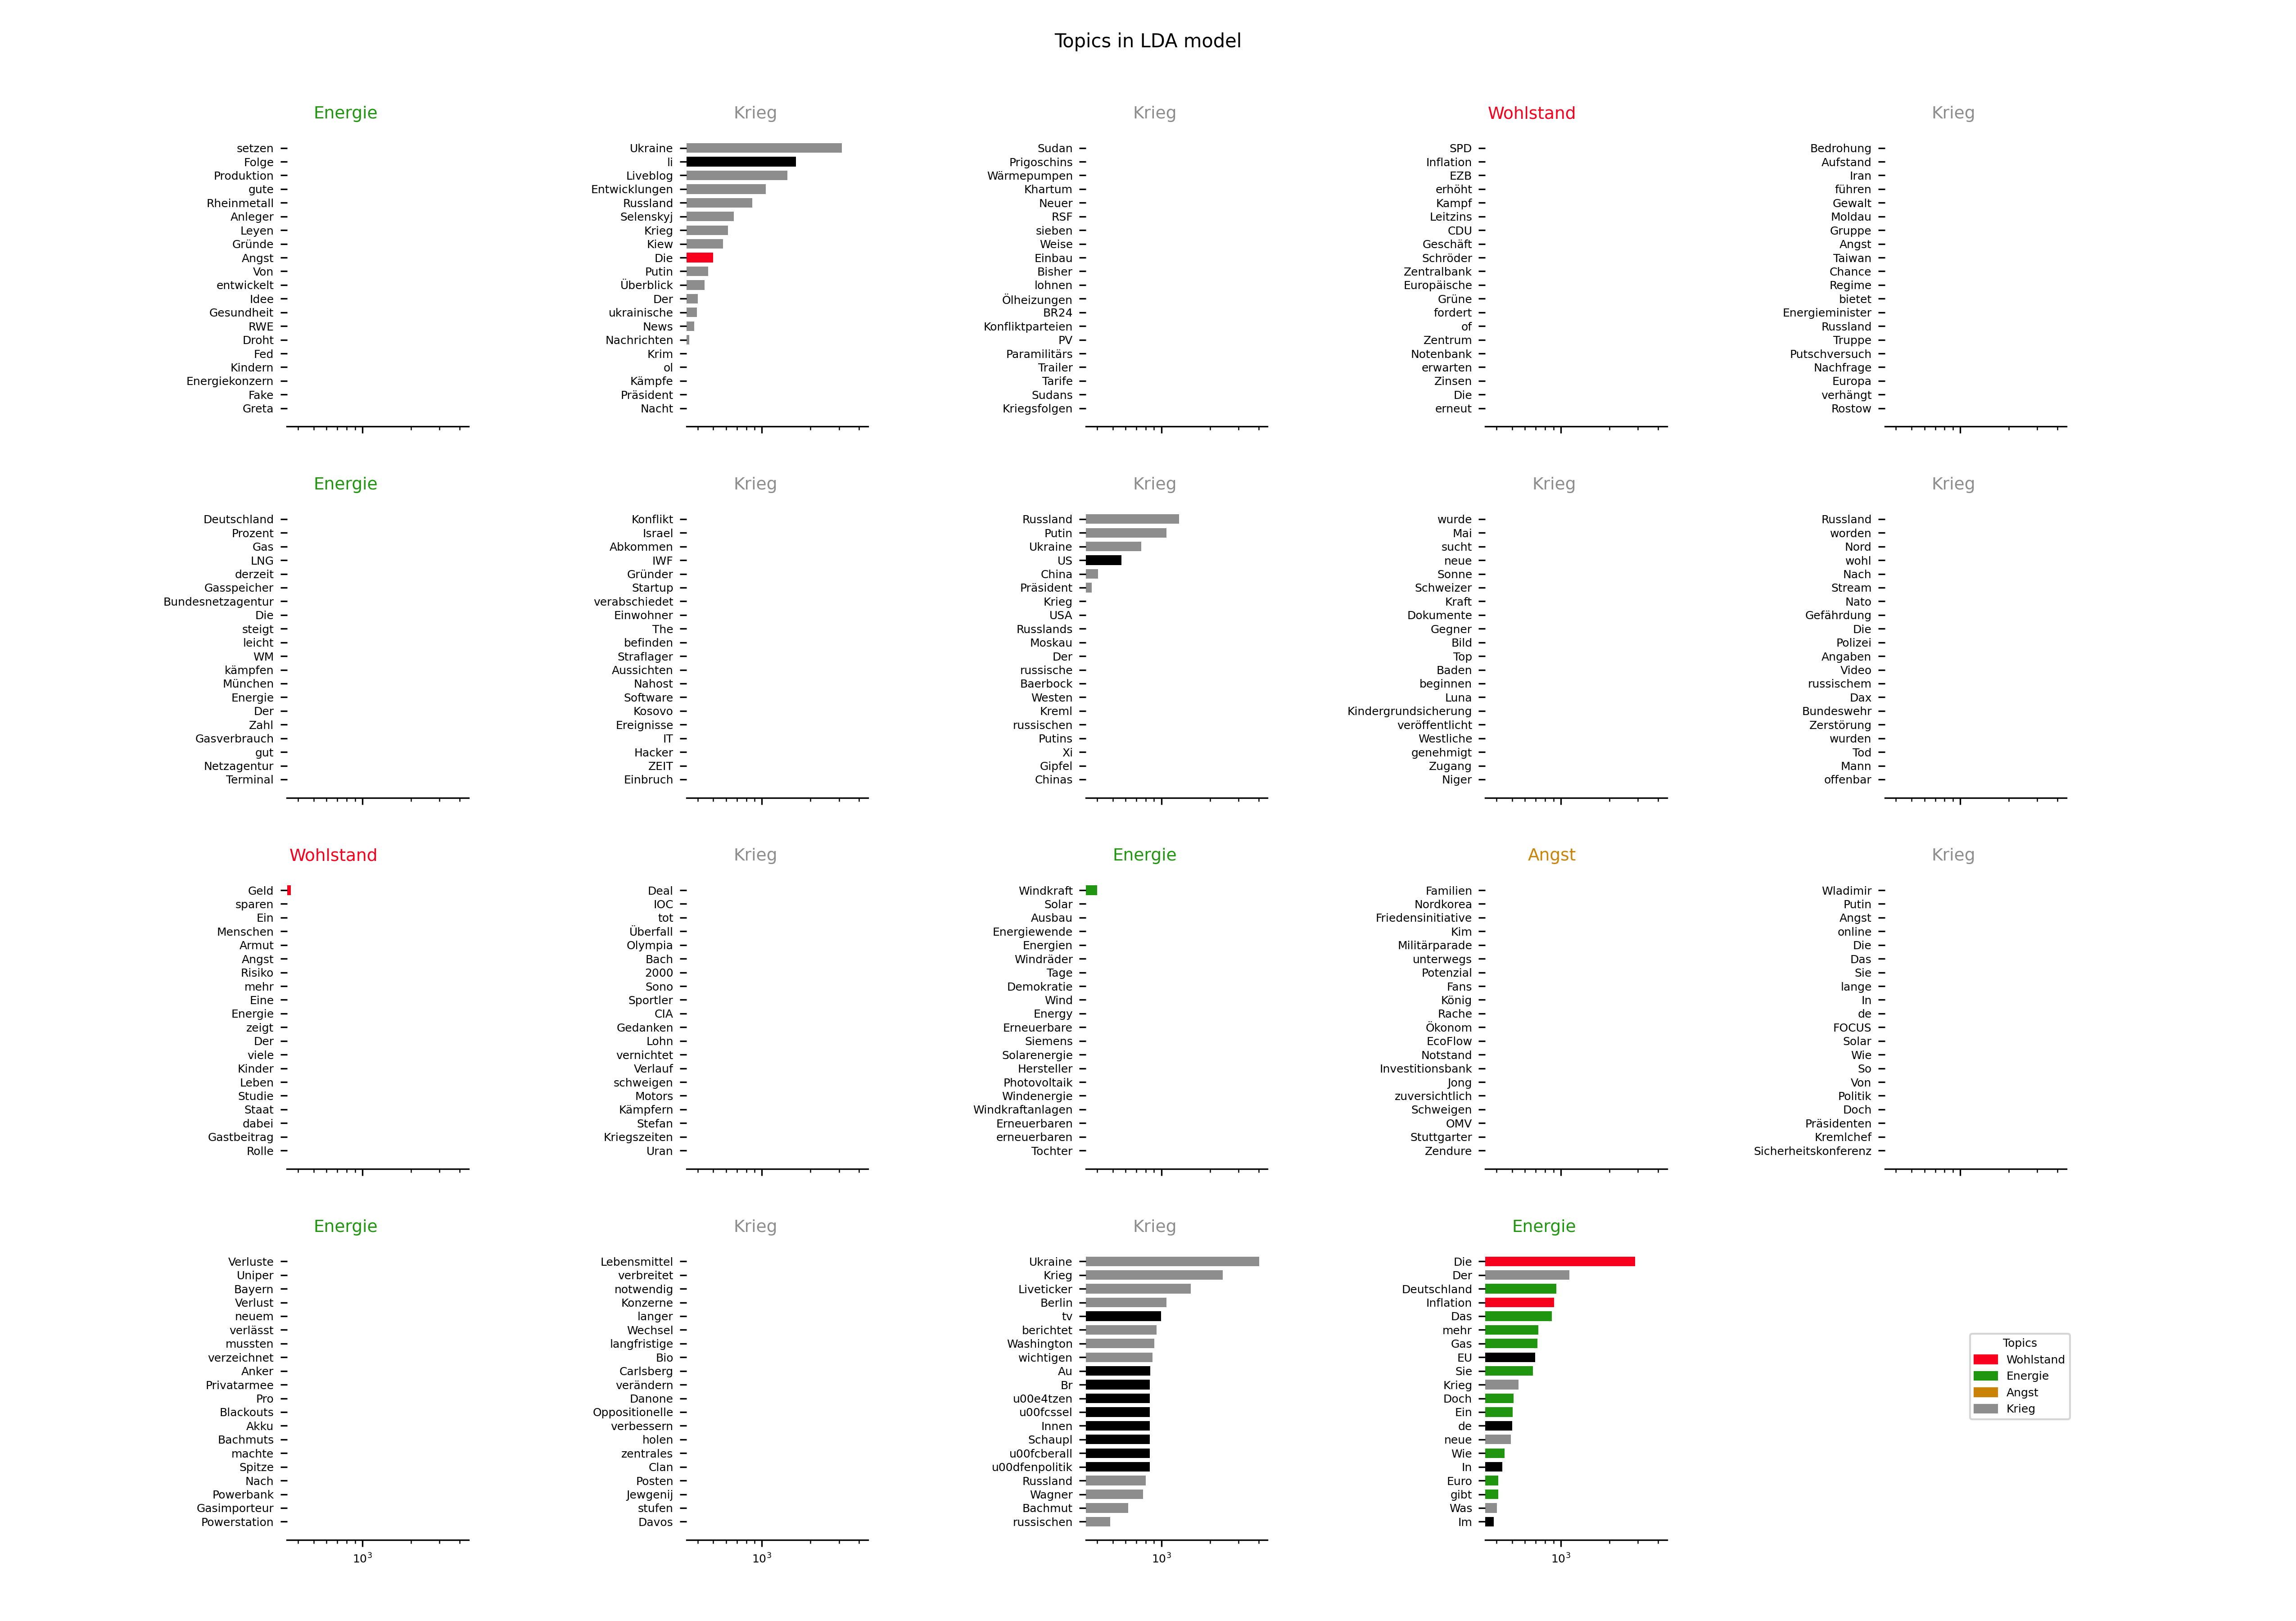 Topics in LDA model
Energie
setzen
Folge
Produktion
gute
Rheinmetall
Anleger
Leyen
Gründe
Angst
Von
entwickelt
Idee
Gesundheit
RWE
Droht
Fed
Kindern
Energiekonzern
Fake
Greta
Krieg
Ukraine
li
Liveblog
Entwicklungen
Russland
Selenskyj
Krieg
Kiew
Die
Putin
Überblick
Der
ukrainische
News
Nachrichten
Krim
ol
Kämpfe
Präsident
Nacht
Krieg
Sudan
Prigoschins
Wärmepumpen
Khartum
Neuer
RSF
sieben
Weise
Einbau
Bisher
lohnen
Ölheizungen
BR24
Konfliktparteien
PV
Paramilitärs
Trailer
Tarife
Sudans
Kriegsfolgen
Wohlstand
SPD
Inflation
EZB
erhöht
Kampf
Leitzins
CDU
Geschäft
Schröder
Zentralbank
Europäische
Grüne
fordert
of
Zentrum
Notenbank
erwarten
Zinsen
Die
erneut
Krieg
Bedrohung
Aufstand
Iran
führen
Gewalt
Moldau
Gruppe
Angst
Taiwan
Chance
Regime
bietet
Energieminister
Russland
Truppe
Putschversuch
Nachfrage
Europa
verhängt
Rostow
Energie
Deutschland
Prozent
Gas
LNG
derzeit
Gasspeicher
Bundesnetzagentur
Die
steigt
leicht
WM
kämpfen
München
Energie
Der
Zahl
Gasverbrauch
gut
Netzagentur
Terminal
Krieg
Konflikt
Israel
Abkommen
IWF
Gründer
Startup
verabschiedet
Einwohner
The
befinden
Straflager
Aussichten
Nahost
Software
Kosovo
Ereignisse
IT
Hacker
ZEIT
Einbruch
Krieg
Russland
Putin
Ukraine
US
China
Präsident
Krieg
USA
Russlands
Moskau
Der
russische
Baerbock
Westen
Kreml
russischen
Putins
Xi
Gipfel
Chinas
Krieg
wurde
Mai
sucht
neue
Sonne
Schweizer
Kraft
Dokumente
Gegner
Bild
Top
Baden
beginnen
Luna
Kindergrundsicherung
veröffentlicht
Westliche
genehmigt
Zugang
Niger
Krieg
Russland
worden
Nord
wohl
Nach
Stream
Nato
Gefährdung
Die
Polizei
Angaben
Video
russischem
Dax
Bundeswehr
Zerstörung
wurden
Tod
Mann
offenbar
Wohlstand
Geld
sparen
Ein
Menschen
Armut
Angst
Risiko
mehr
Eine
Energie
zeigt
Der
viele
Kinder
Leben
Studie
Staat
dabei
Gastbeitrag
Rolle
Krieg
Deal
IOC
tot
Überfall
Olympia
Bach
2000
Sono
Sportler
CIA
Gedanken
Lohn
vernichtet
Verlauf
schweigen
Motors
Kämpfern
Stefan
Kriegszeiten
Uran
Energie
Windkraft
Solar
Ausbau
Energiewende
Energien
Windräder
Tage
Demokratie
Wind
Energy
Erneuerbare
Siemens
Solarenergie
Hersteller
Photovoltaik
Windenergie
Windkraftanlagen
Erneuerbaren
erneuerbaren
Tochter
Angst
Familien
Nordkorea
Friedensinitiative
Kim
Militärparade
unterwegs
Potenzial
Fans
König
Rache
Ökonom
EcoFlow
Notstand
Investitionsbank
Jong
zuversichtlich
Schweigen
OMV
Stuttgarter
Zendure
Krieg
Wladimir
Putin
Angst
online
Die
Das
Sie
lange
In
de
FOCUS
Solar
Wie
So
Von
Politik
Doch
Präsidenten
Kremlchef
Sicherheitskonferenz
Energie
Verluste
Uniper
Bayern
Verlust
neuem
verlässt
mussten
verzeichnet
Anker
Privatarmee
Pro
Blackouts
Akku
Bachmuts
machte
Spitze
Nach
Powerbank
Gasimporteur
Powerstation
10³
Krieg
Lebensmittel
verbreitet
notwendig
Konzerne
langer
Wechsel
langfristige
Bio
Carlsberg
verändern
Danone
Oppositionelle
verbessern
holen
zentrales
Clan
Posten
Jewgenij
stufen
Davos
10³
Krieg
Ukraine
Krieg
Liveticker
Berlin
tv
berichtet
Washington
wichtigen
Au
Br
u00e4tzen
u00fcssel
Innen
Schaupl
u00fcberall
u00dfenpolitik
Russland
Wagner
Bachmut
russischen
10³
Energie
Die
Der
Deutschland
Inflation
Das
mehr
Gas
EU
Sie
Krieg
Doch
Ein
de
neue
Wie
In
Euro
gibt
Was
Im
10³
Topics
Wohlstand
Energie
Angst
Krieg